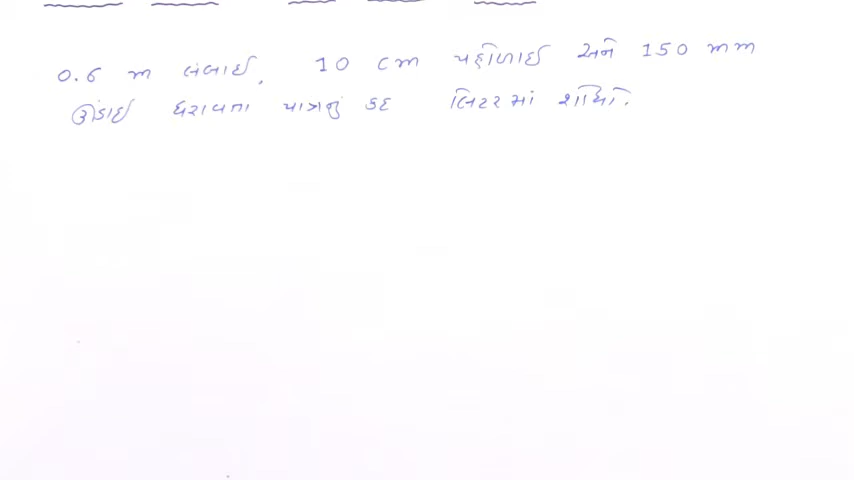 0.6 m લંબાઈ, 10 cm પહોળાઈ અને 150 mm
ઊંડાઈ ધરાવતા પાત્રનું કદ લિટરમાં શોધો.